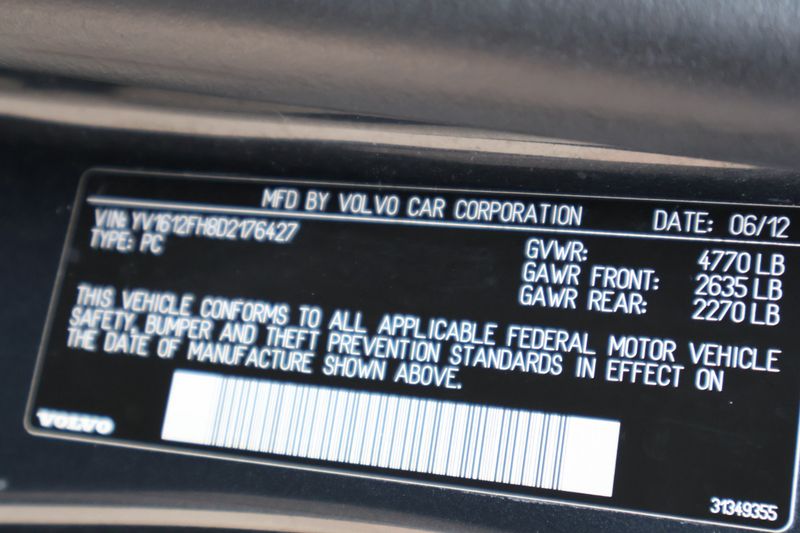 MFD BY VOLVO CAR CORPORATION DATE: 06/12
VIN: YV1612FH8D2176427
TYPE: PC
GVWR: 4770 LB
GAWR FRONT: 2635 LB
GAWR REAR: 2270 LB
THIS VEHICLE CONFORMS TO ALL APPLICABLE FEDERAL MOTOR VEHICLE
SAFETY, BUMPER AND THEFT PREVENTION STANDARDS IN EFFECT ON
THE DATE OF MANUFACTURE SHOWN ABOVE.
VOLVO
31349355